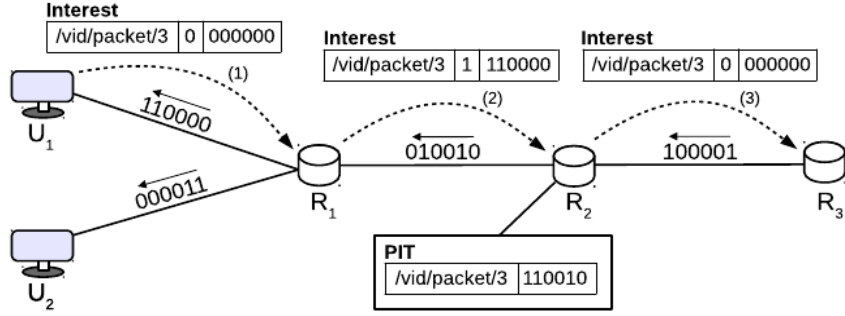 Interest
/vid/packet/3 0 000000
(1)
Interest
/vid/packet/3 1 110000
(2)
Interest
/vid/packet/3 0 000000
(3)
U1
110000
000011
U2
R1
010010
R2
100001
R3
PIT
/vid/packet/3 110010